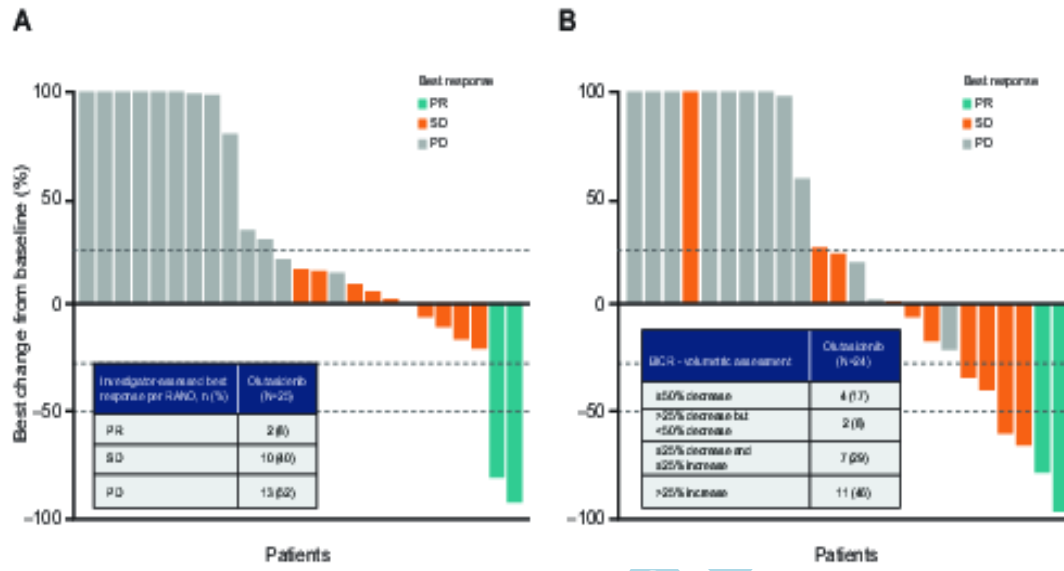 A
Best response
PR
SD
PD
Best change from baseline (%)
100
50
0
−50
−100
Investigator-assessed best response per RANO, n (%)
Olutasidenib (N=25)
PR
2 (8)
SD
10 (40)
PD
13 (52)
Patients
B
Best response
PR
SD
PD
100
50
0
−50
−100
BICR - volumetric assessment
Olutasidenib (N=24)
≥50% decrease
4 (17)
>25% decrease but <50% decrease
2 (8)
≤25% decrease and ≤25% increase
7 (29)
>25% increase
11 (46)
Patients